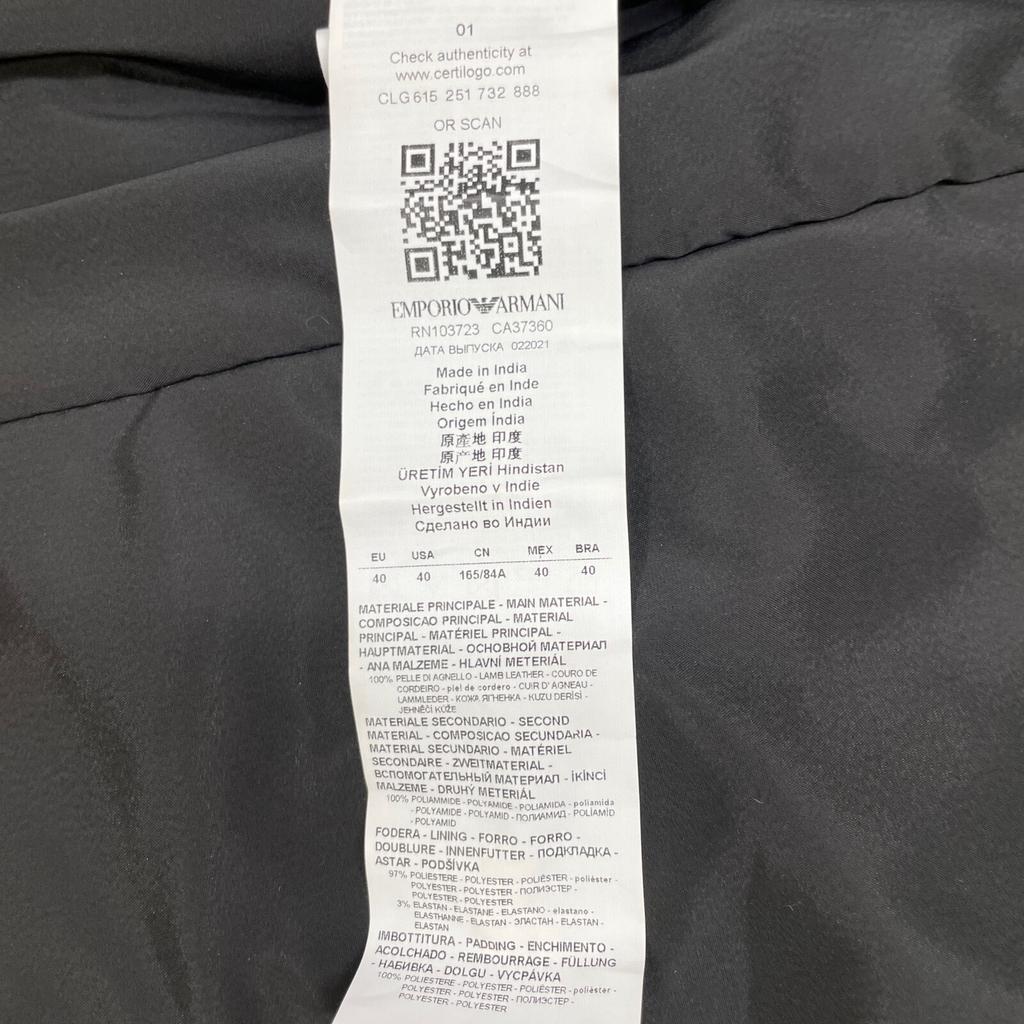 01
Check authenticity at
www.certilogo.com
CLG 615 251 732 888
OR SCAN
EMPORIO ARMANI
RN103723 CA37360
ДАТА ВЫПУСКА 022021
Made in India
Fabriqué en Inde
Hecho en India
Origem Índia
原產地 印度
原产地 印度
ÜRETİM YERİ Hindistan
Vyrobeno v Indie
Hergestellt in Indien
Сделано во Индии
EU USA CN MEX BRA
40 40 165/84A 40 40
MATERIALE PRINCIPALE - MAIN MATERIAL -
COMPOSICAO PRINCIPAL - MATERIAL
PRINCIPAL - MATÉRIEL PRINCIPAL -
HAUPTMATERIAL - ОСНОВНОЙ МАТЕРИАЛ
- ANA MALZEME - HLAVNÍ METERIÁL
100% PELLE DI AGNELLO - LAMB LEATHER - COURO DE
CORDEIRO - piel de cordero - CUIR D'AGNEAU -
LAMMLEDER - КОЖА ЯГНЕНКА - KUZU DERİSİ -
JEHNĚČÍ KŮŽE
MATERIALE SECONDARIO - SECOND
MATERIAL - COMPOSICAO SECUNDARIA -
MATERIAL SECUNDARIO - MATÉRIEL
SECONDAIRE - ZWEITMATERIAL -
ВСПОМОГАТЕЛЬНЫЙ МАТЕРИАЛ - İKİNCİ
MALZEME - DRUHÝ METERIÁL
100% POLIAMMIDE - POLYAMIDE - POLIAMIDA - poliamida
- POLYAMIDE - POLYAMID - ПОЛИАМИД - POLİAMİD
- POLYAMID
FODERA - LINING - FORRO - FORRO -
DOUBLURE - INNENFUTTER - ПОДКЛАДКА -
ASTAR - PODŠÍVKA
97% POLIESTERE - POLYESTER - POLIÉSTER - poliéster -
POLYESTER - POLYESTER - ПОЛИЭСТЕР -
POLYESTER - POLYESTER
3% ELASTAN - ELASTANE - ELASTANO - elastano -
ELASTHANNE - ELASTAN - ЭЛАСТАН - ELASTAN -
ELASTAN
IMBOTTITURA - PADDING - ENCHIMENTO -
ACOLCHADO - REMBOURRAGE - FÜLLUNG
- НАБИВКА - DOLGU - VYCPÁVKA
100% POLIESTERE - POLYESTER - POLIÉSTER - poliéster -
POLYESTER - POLYESTER - ПОЛИЭСТЕР -
POLYESTER - POLYESTER